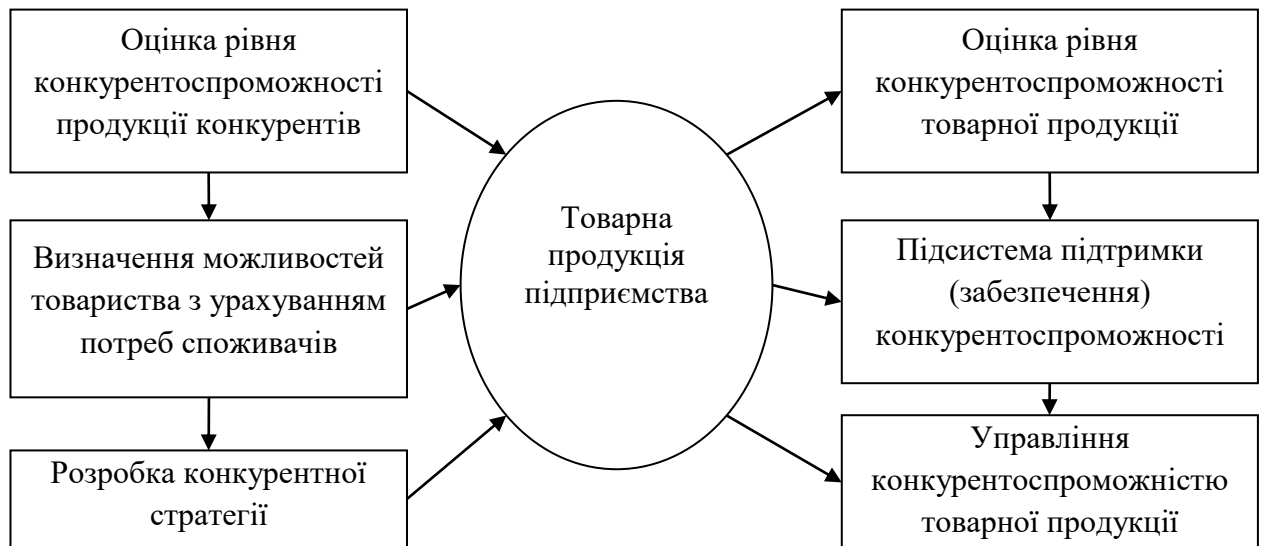 Оцінка рівня
конкурентоспроможності
продукції конкурентів
Визначення можливостей
товариства з урахуванням
потреб споживачів
Розробка конкурентної
стратегії
Товарна
продукція
підприємства
Оцінка рівня
конкурентоспроможності
товарної продукції
Підсистема підтримки
(забезпечення)
конкурентоспроможності
Управління
конкурентоспроможністю
товарної продукції